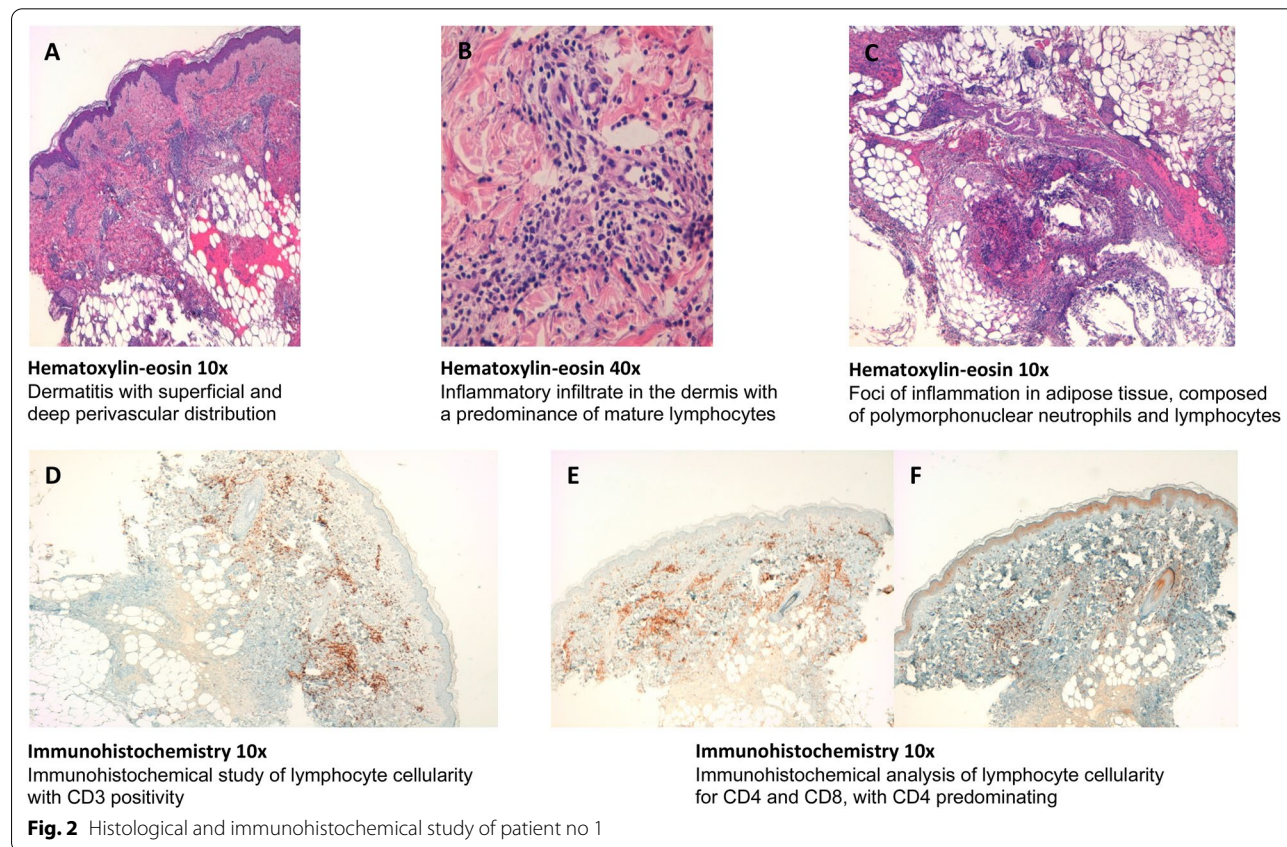 A
B
C
Hematoxylin-eosin 10x
Dermatitis with superficial and
deep perivascular distribution
Hematoxylin-eosin 40x
Inflammatory infiltrate in the dermis with
a predominance of mature lymphocytes
Hematoxylin-eosin 10x
Foci of inflammation in adipose tissue, composed
of polymorphonuclear neutrophils and lymphocytes
D
E
F
Immunohistochemistry 10x
Immunohistochemical study of lymphocyte cellularity
with CD3 positivity
Immunohistochemistry 10x
Immunohistochemical analysis of lymphocyte cellularity
for CD4 and CD8, with CD4 predominating
Fig. 2 Histological and immunohistochemical study of patient no 1